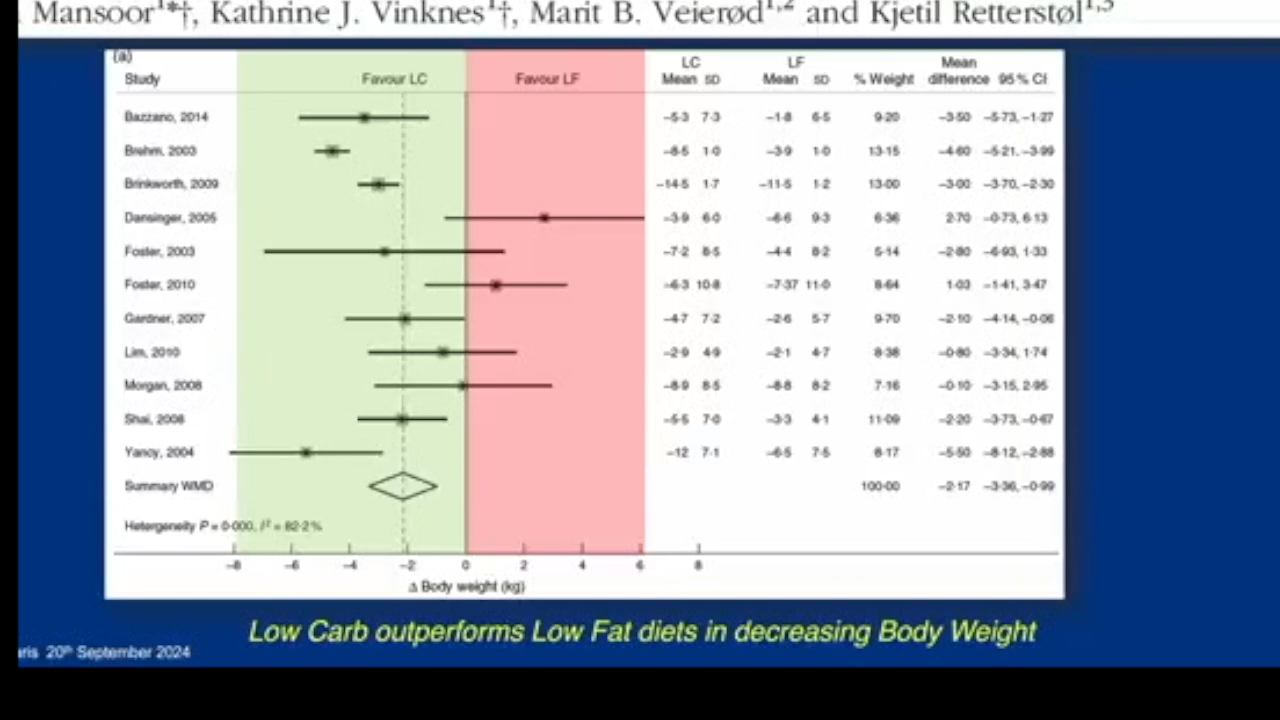 Mansoor¹*†, Kathrine J. Vinknes¹†, Marit B. Veierød¹,² and Kjetil Retterstøl¹,³
(a)
LC LF Mean
Study Favour LC Favour LF Mean SD Mean SD % Weight difference 95 % CI
Bazzano, 2014 −5·3 7·3 −1·8 6·5 9·20 −3·50 −5·73, −1·27
Brehm, 2003 −8·5 1·0 −3·9 1·0 13·15 −4·60 −5·21, −3·99
Brinkworth, 2009 −14·5 1·7 −11·5 1·2 13·00 −3·00 −3·70, −2·30
Dansinger, 2005 −3·9 6·0 −6·6 9·3 6·36 2·70 −0·73, 6·13
Foster, 2003 −7·2 8·5 −4·4 8·2 5·14 −2·80 −6·93, 1·33
Foster, 2010 −6·3 10·8 −7·37 11·0 8·64 1·03 −1·41, 3·47
Gardner, 2007 −4·7 7·2 −2·6 5·7 9·70 −2·10 −4·14, −0·06
Lim, 2010 −2·9 4·9 −2·1 4·7 8·38 −0·80 −3·34, 1·74
Morgan, 2008 −8·9 8·5 −8·8 8·2 7·16 −0·10 −3·15, 2·95
Shai, 2008 −5·5 7·0 −3·3 4·1 11·09 −2·20 −3·73, −0·67
Yancy, 2004 −12 7·1 −6·5 7·5 8·17 −5·50 −8·12, −2·88
Summary WMD 100·00 −2·17 −3·36, −0·99
Hetergeneity P = 0·000, I² = 82·2 %
−8 −6 −4 −2 0 2 4 6 8
Δ Body weight (kg)
Low Carb outperforms Low Fat diets in decreasing Body Weight
20th September 2024